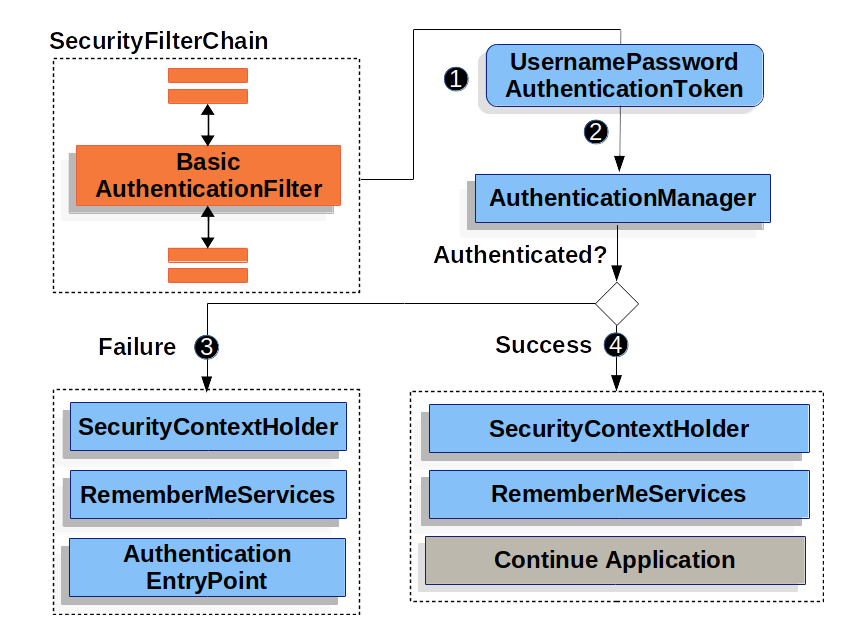 SecurityFilterChain
Basic
AuthenticationFilter
1
UsernamePassword
AuthenticationToken
2
AuthenticationManager
Authenticated?
Failure
3
Success
4
SecurityContextHolder
RememberMeServices
Authentication
EntryPoint
SecurityContextHolder
RememberMeServices
Continue Application